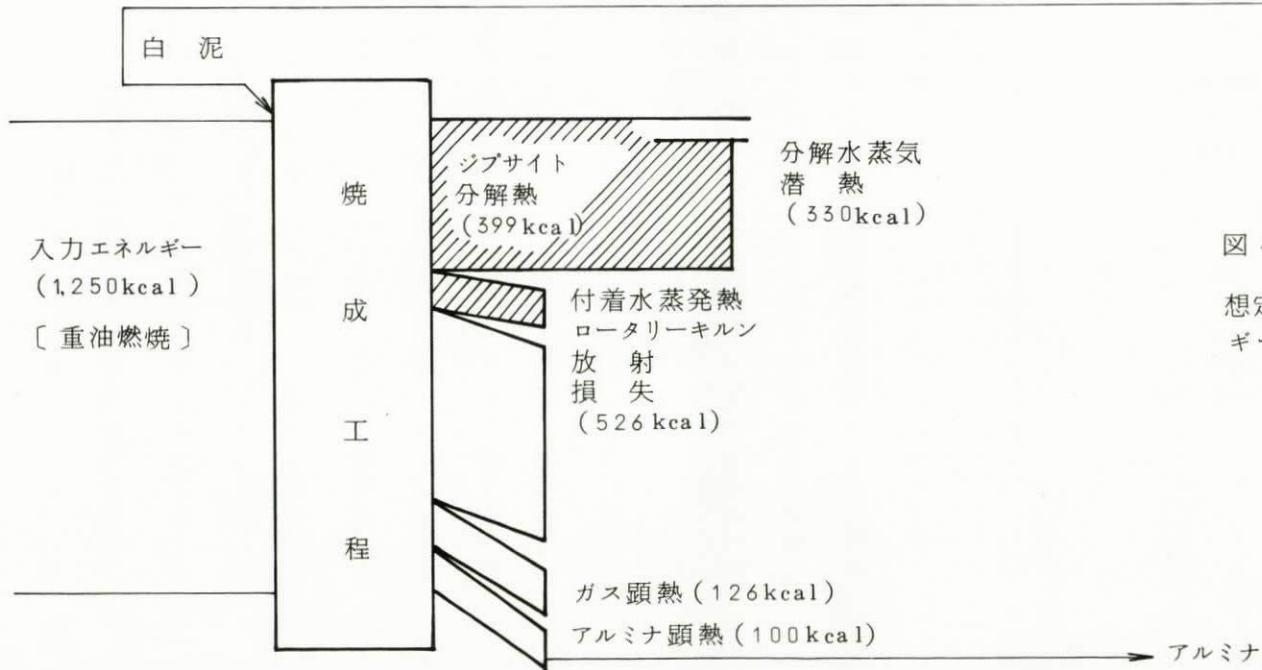 白 泥
入力エネルギー
(1,250kcal)
〔重油燃焼〕
焼
成
工
程
ジプサイト
分解熱
(399kcal)
分解水蒸気
潜 熱
(330kcal)
付着水蒸発熱
ロータリーキルン
放 射
損 失
(526kcal)
ガス顕熱(126kcal)
アルミナ顕熱(100kcal)
アルミナ
図
想定
ギー